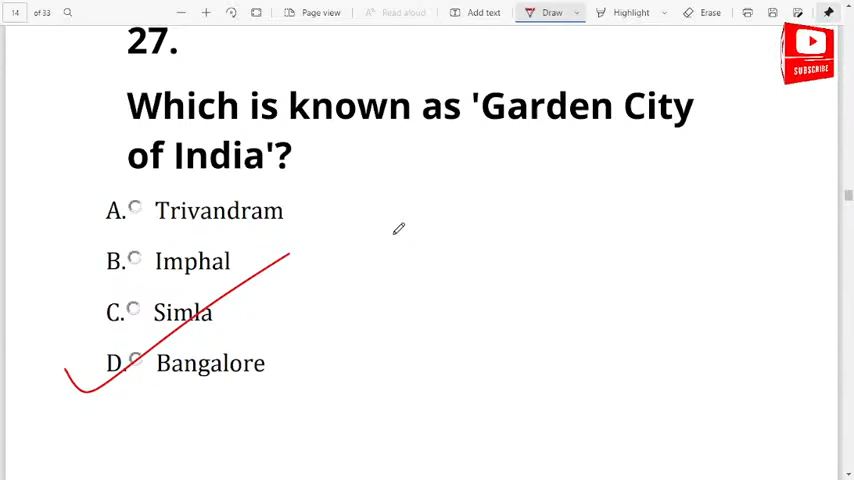 14 of 33 Page view Read aloud Add text Draw Highlight Erase
27.
SUBSCRIBE
Which is known as 'Garden City
of India'?
A. Trivandram
B. Imphal
C. Simla
D. Bangalore